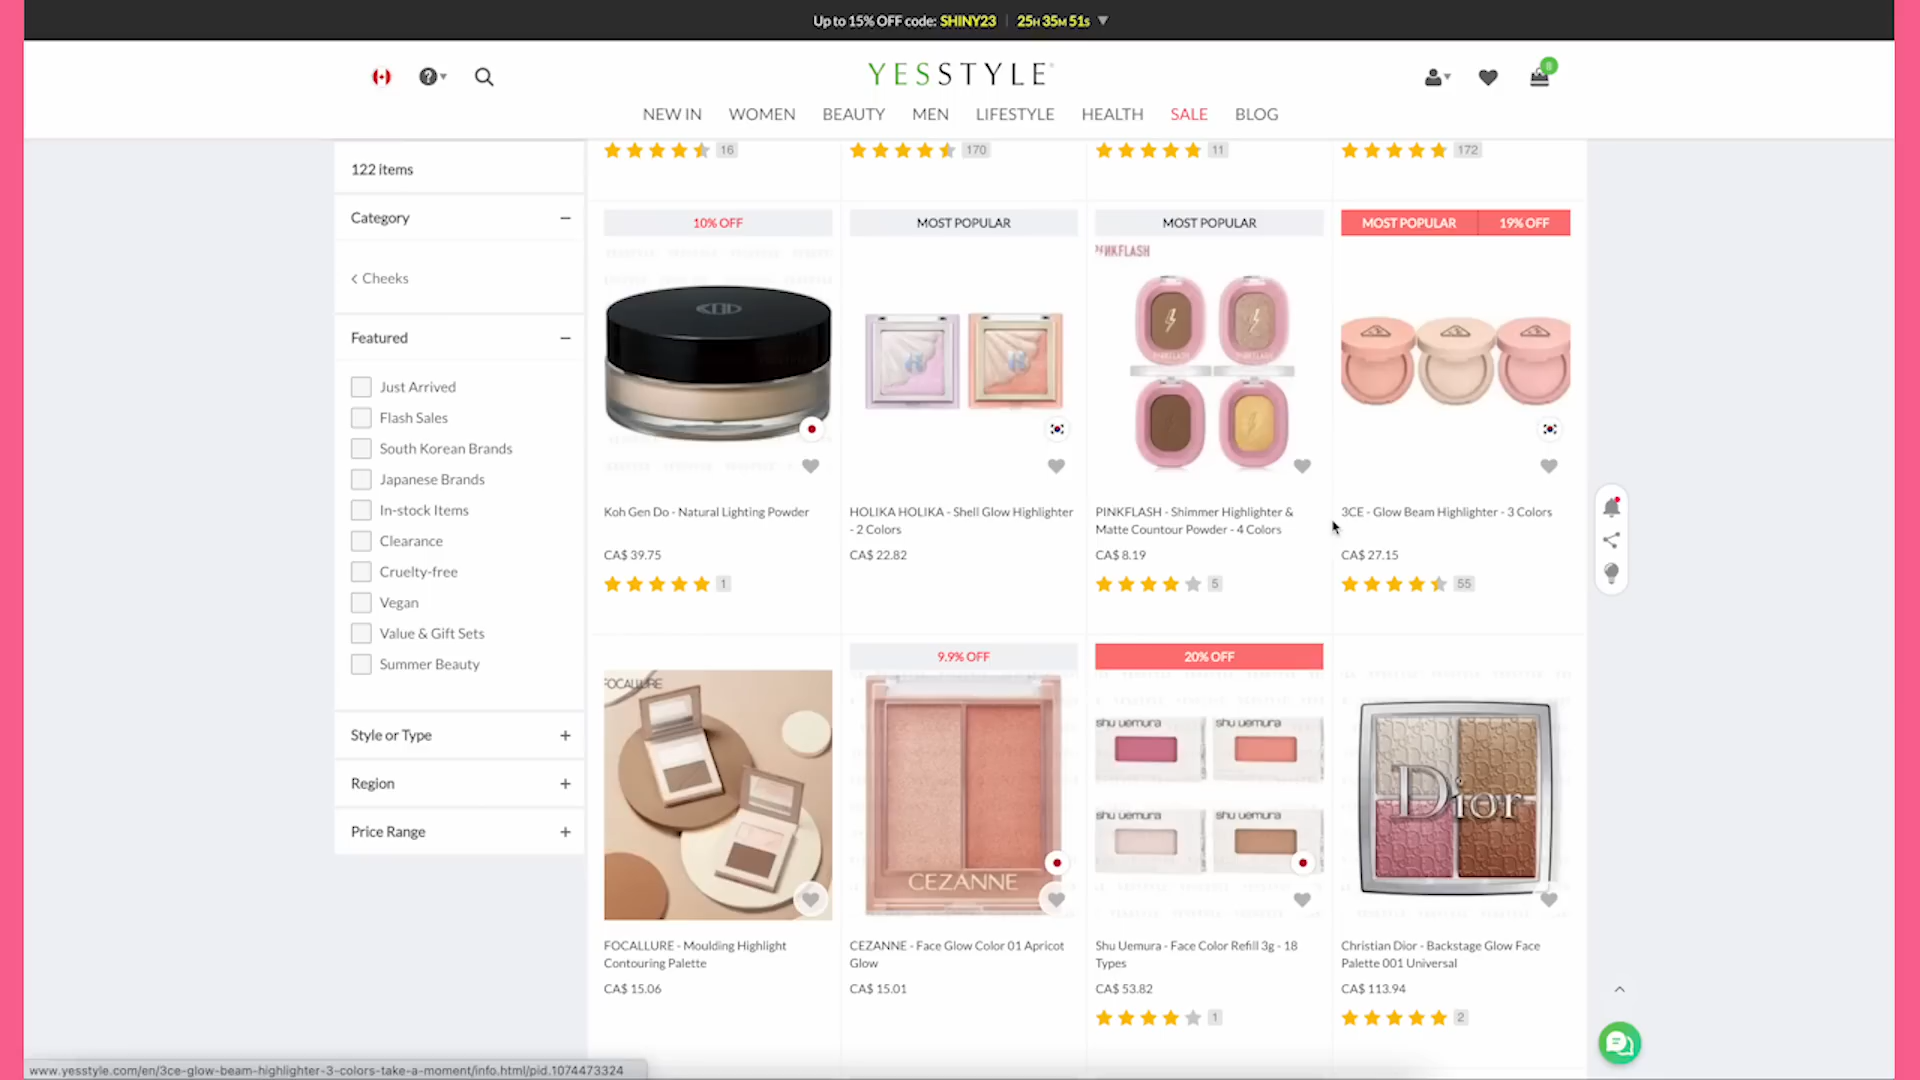 Up to 15% OFF code: SHINY23 25H 35M 51S
YESSTYLE
8
NEW IN WOMEN BEAUTY MEN LIFESTYLE HEALTH SALE BLOG
122 items
Category
Cheeks
Featured
Just Arrived
Flash Sales
South Korean Brands
Japanese Brands
In-stock Items
Clearance
Cruelty-free
Vegan
Value & Gift Sets
Summer Beauty
Style or Type
Region
Price Range
16
170
11
172
10% OFF
MOST POPULAR
MOST POPULAR
MOST POPULAR 19% OFF
PINKFLASH
Koh Gen Do - Natural Lighting Powder
CA$ 39.75
1
HOLIKA HOLIKA - Shell Glow Highlighter
- 2 Colors
CA$ 22.82
PINKFLASH - Shimmer Highlighter &
Matte Countour Powder - 4 Colors
CA$ 8.19
5
3CE - Glow Beam Highlighter - 3 Colors
CA$ 27.15
55
FOCALLURE
FOCALLURE - Moulding Highlight
Contouring Palette
CA$ 15.06
9.9% OFF
CEZANNE
CEZANNE - Face Glow Color 01 Apricot
Glow
CA$ 15.01
20% OFF
shu uemura shu uemura
shu uemura shu uemura
Shu Uemura - Face Color Refill 3g - 18
Types
CA$ 53.82
1
Dior
Christian Dior - Backstage Glow Face
Palette 001 Universal
CA$ 113.94
2
www.yesstyle.com/en/3ce-glow-beam-highlighter-3-colors-take-a-moment/info.html/pid.1074473324